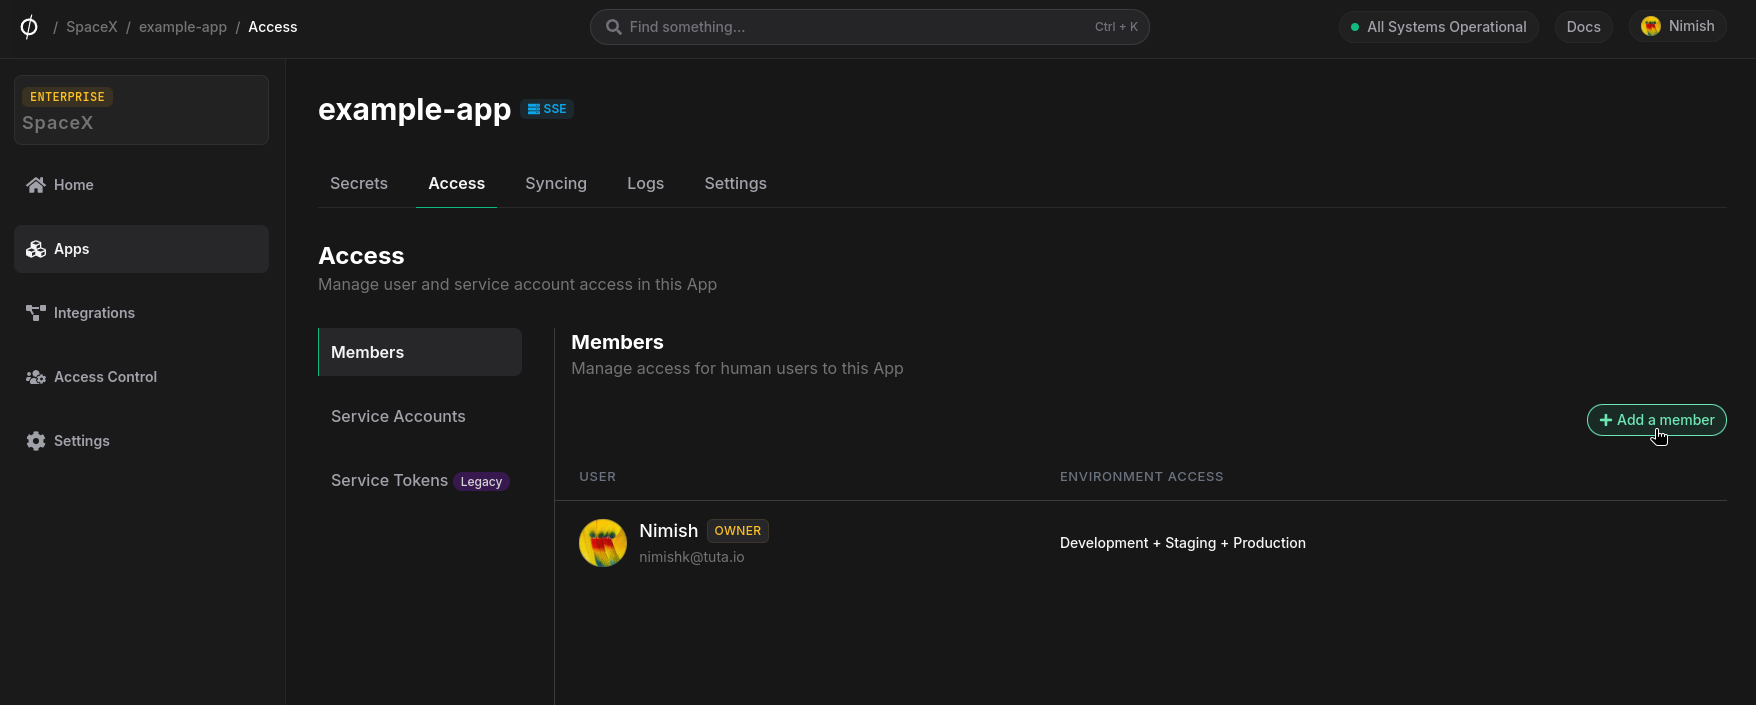 / SpaceX / example-app / Access
Find something... Ctrl + K
All Systems Operational
Docs
Nimish
ENTERPRISE
SpaceX
Home
Apps
Integrations
Access Control
Settings
example-app SSE
Secrets Access Syncing Logs Settings
Access
Manage user and service account access in this App
Members
Service Accounts
Service Tokens Legacy
Members
Manage access for human users to this App
+ Add a member
USER ENVIRONMENT ACCESS
Nimish OWNER
nimishk@tuta.io
Development + Staging + Production